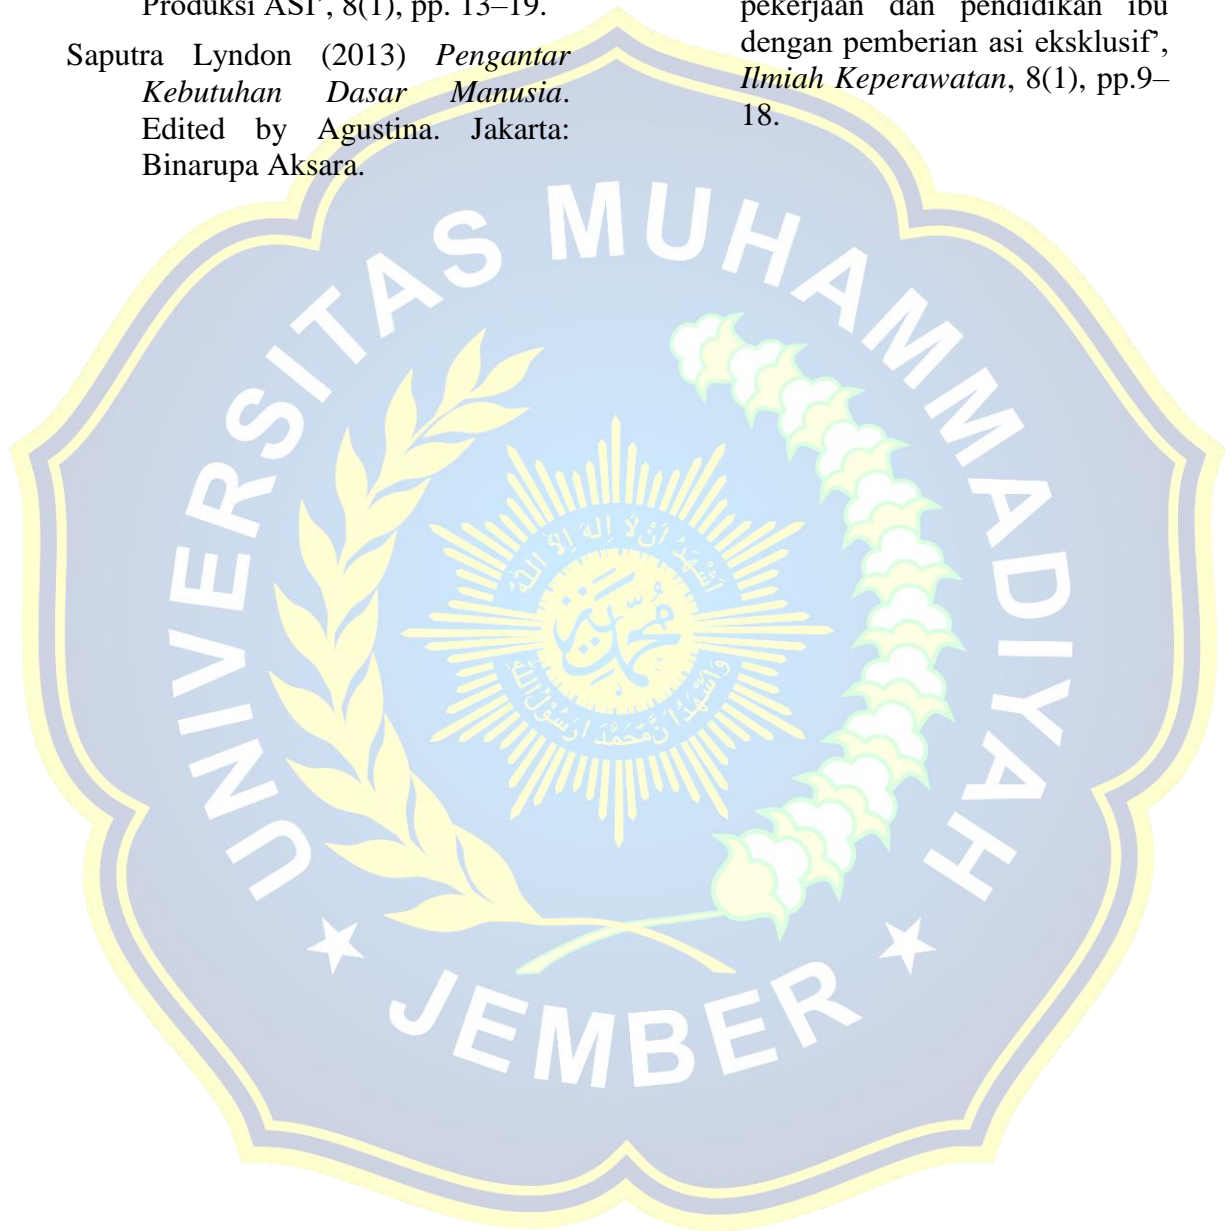 Produksi ASI’, 8(1), pp. 13–19.
Saputra Lyndon (2013) Pengantar
Kebutuhan Dasar Manusia.
Edited by Agustina. Jakarta:
Binarupa Aksara.
pekerjaan dan pendidikan ibu
dengan pemberian asi eksklusif’,
Ilmiah Keperawatan, 8(1), pp.9–
18.
UNIVERSITAS MUHAMMADIYAH
JEMBER
اَشْهَدُ اَنْ لَا اِلٰهَ اِلَّا اللهُ
مُحَمَّدِيَّة
وَاَشْهَدُ اَنَّ مُحَمَّدًا رَسُوْلُ اللهِ